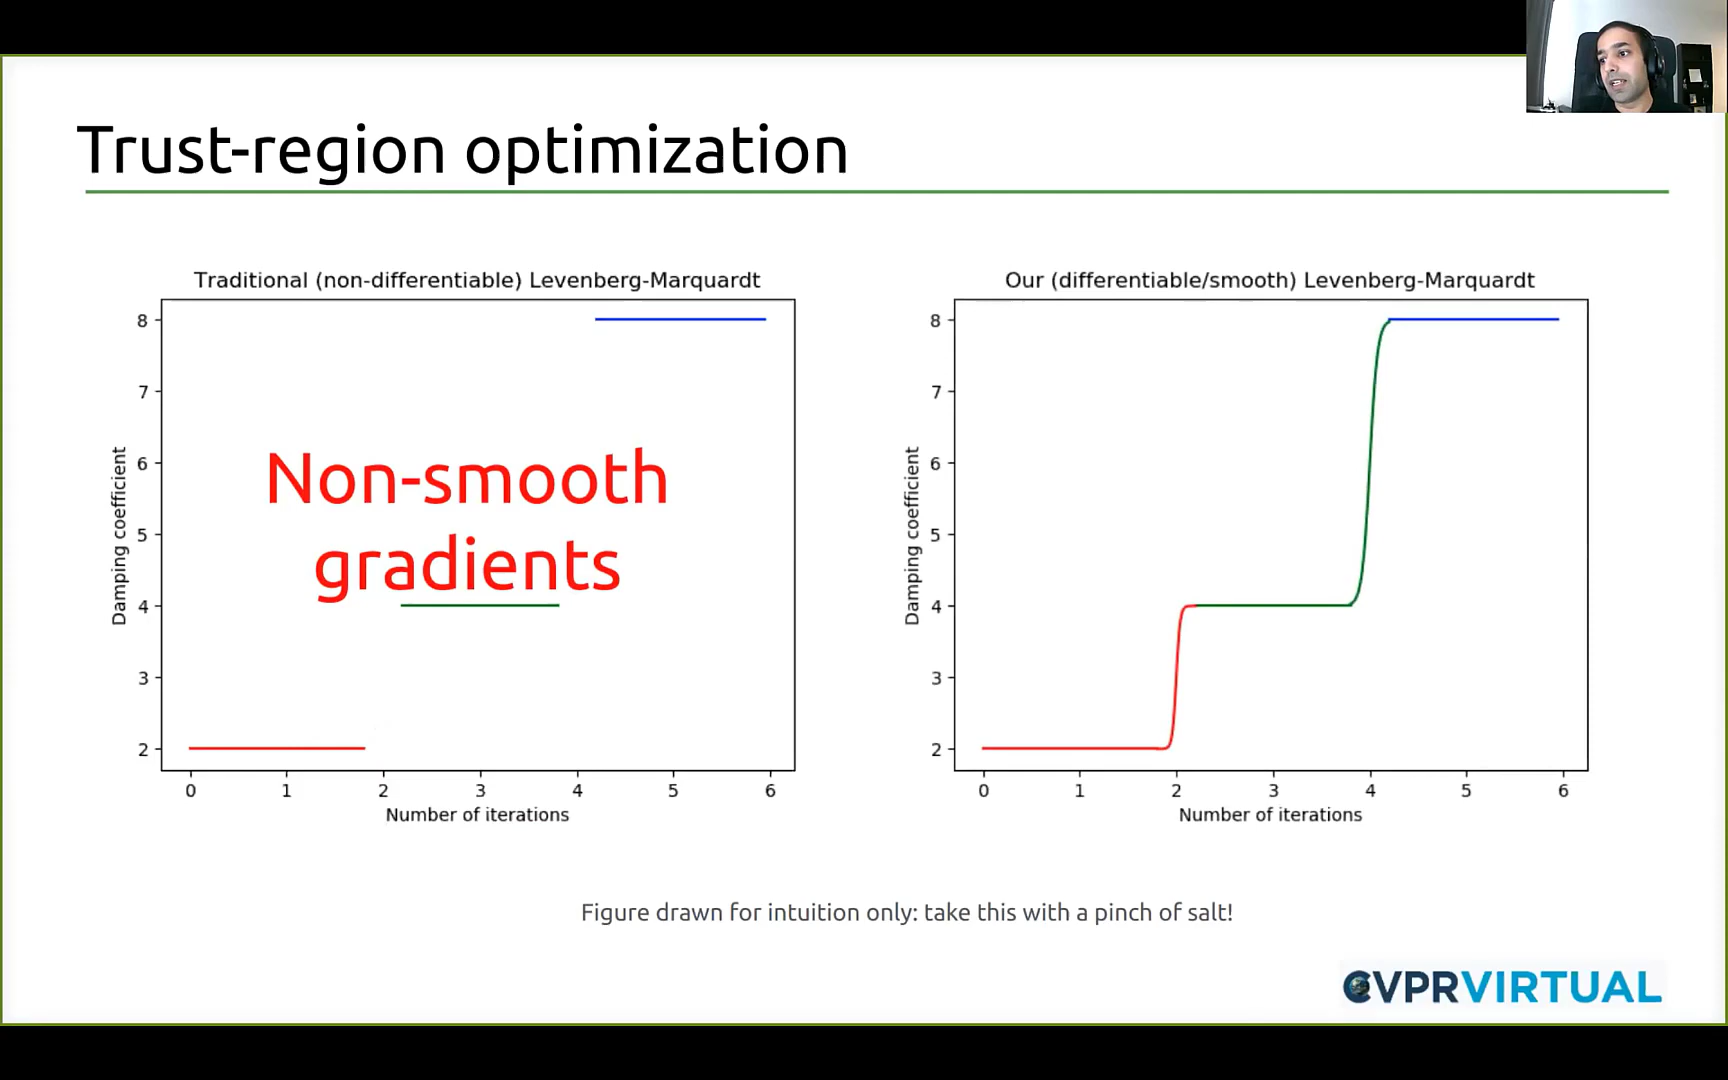 Trust-region optimization
Traditional (non-differentiable) Levenberg-Marquardt
8
7
6
5
4
3
2
Damping coefficient
Non-smooth
gradients
0 1 2 3 4 5 6
Number of iterations
Our (differentiable/smooth) Levenberg-Marquardt
8
7
6
5
4
3
2
Damping coefficient
0 1 2 3 4 5 6
Number of iterations
Figure drawn for intuition only: take this with a pinch of salt!
CVPRVIRTUAL